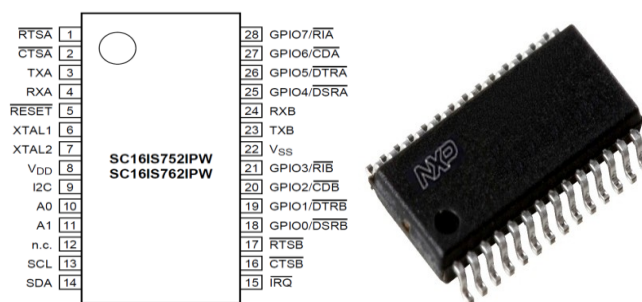 RTSA 1
CTSA 2
TXA 3
RXA 4
RESET 5
XTAL1 6
XTAL2 7
VDD 8
I2C 9
A0 10
A1 11
n.c. 12
SCL 13
SDA 14
SC16IS752IPW
SC16IS762IPW
28 GPIO7/RIA
27 GPIO6/CDA
26 GPIO5/DTRA
25 GPIO4/DSRA
24 RXB
23 TXB
22 VSS
21 GPIO3/RIB
20 GPIO2/CDB
19 GPIO1/DTRB
18 GPIO0/DSRB
17 RTSB
16 CTSB
15 IRQ
NXP